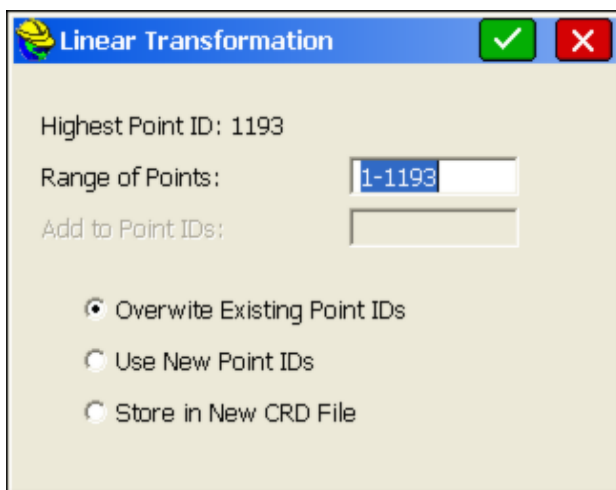 Linear Transformation
Highest Point ID: 1193
Range of Points: 1-1193
Add to Point IDs:
Overwite Existing Point IDs
Use New Point IDs
Store in New CRD File